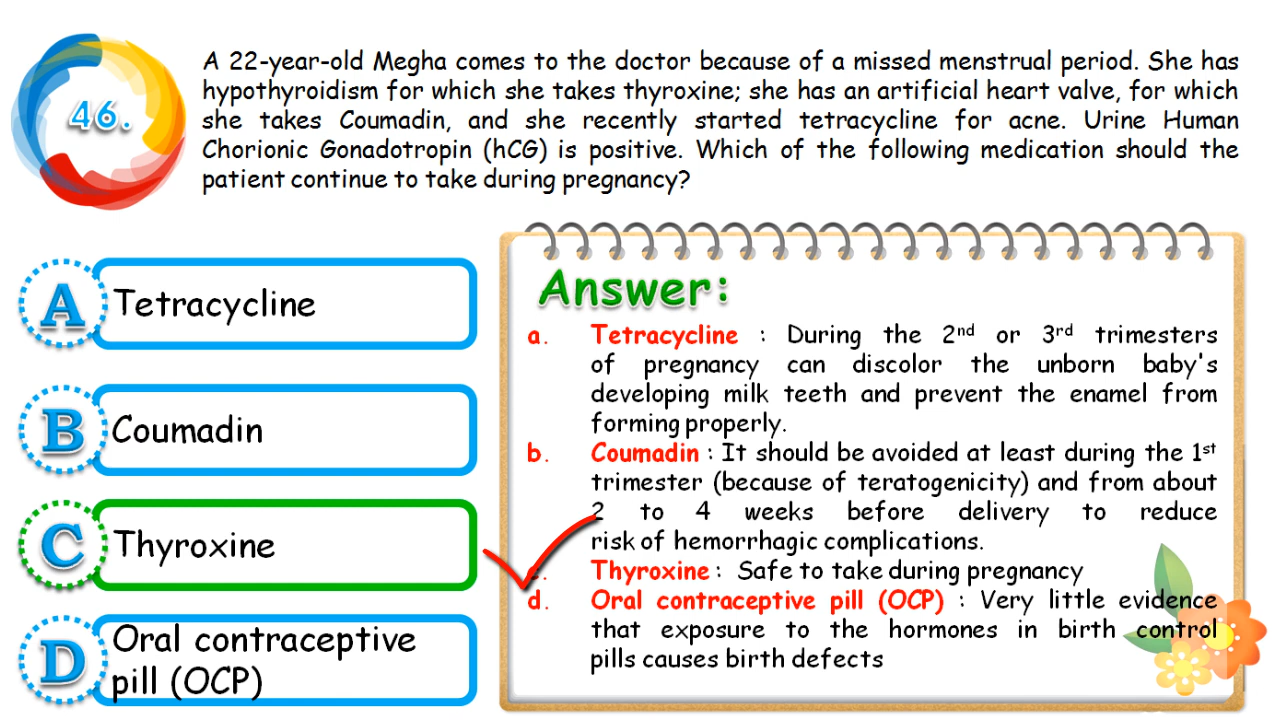 46.
A 22-year-old Megha comes to the doctor because of a missed menstrual period. She has
hypothyroidism for which she takes thyroxine; she has an artificial heart valve, for which
she takes Coumadin, and she recently started tetracycline for acne. Urine Human
Chorionic Gonadotropin (hCG) is positive. Which of the following medication should the
patient continue to take during pregnancy?
A Tetracycline
B Coumadin
C Thyroxine
D Oral contraceptive
pill (OCP)
Answer:
a. Tetracycline : During the 2nd or 3rd trimesters
of pregnancy can discolor the unborn baby's
developing milk teeth and prevent the enamel from
forming properly.
b. Coumadin : It should be avoided at least during the 1st
trimester (because of teratogenicity) and from about
2 to 4 weeks before delivery to reduce
risk of hemorrhagic complications.
c. Thyroxine : Safe to take during pregnancy
d. Oral contraceptive pill (OCP) : Very little evidence
that exposure to the hormones in birth control
pills causes birth defects